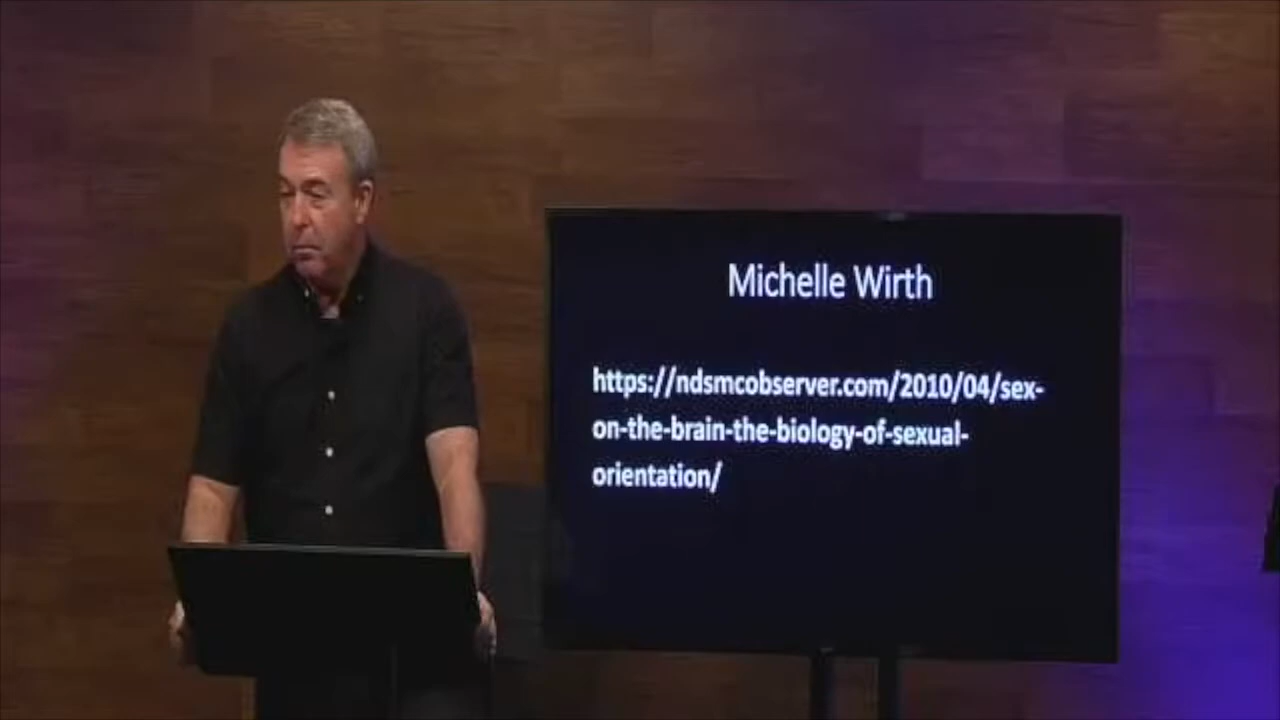 Michelle Wirth
https://ndsmcobserver.com/2010/04/sex-
on-the-brain-the-biology-of-sexual-
orientation/